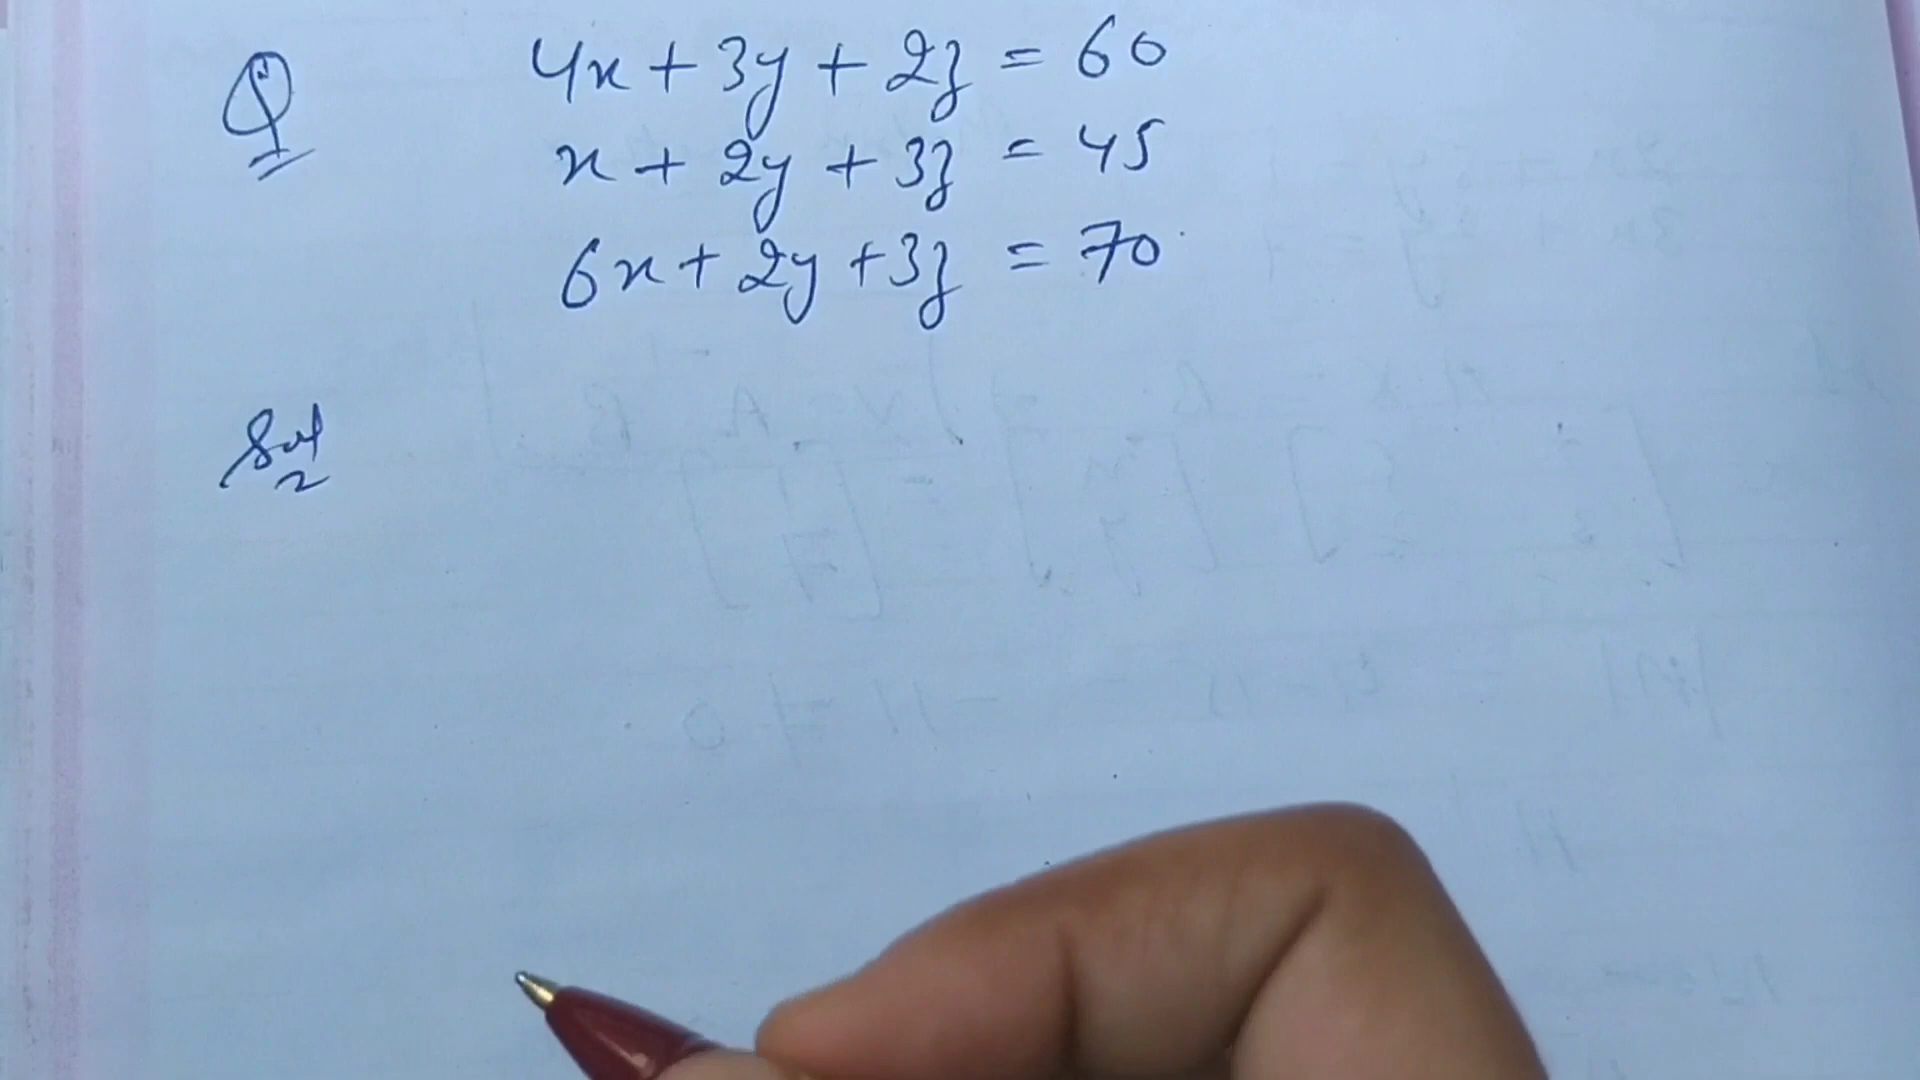 Q 4x + 3y + 2z = 60
x + 2y + 3z = 45
6x + 2y + 3z = 70
Sol